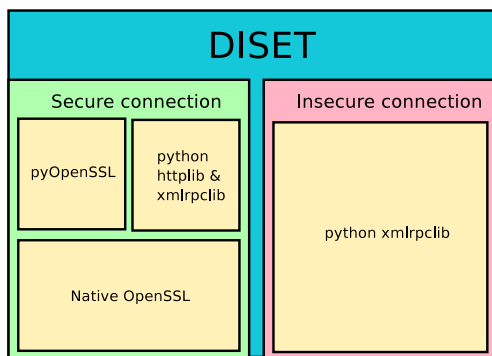 DISET
Secure connection
pyOpenSSL
python
httplib &
xmlrpclib
Native OpenSSL
Insecure connection
python xmlrpclib